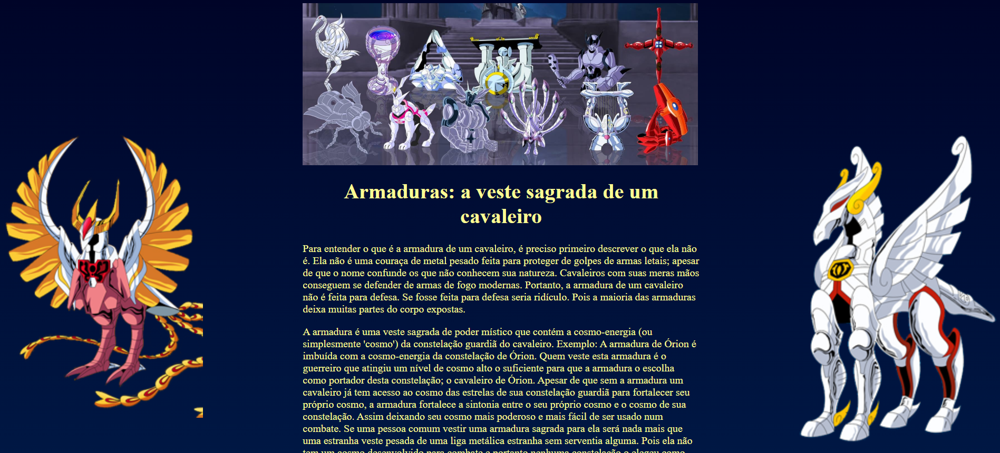 Armaduras: a veste sagrada de um
cavaleiro
Para entender o que é a armadura de um cavaleiro, é preciso primeiro descrever o que ela não
é. Ela não é uma couraça de metal pesado feita para proteger de golpes de armas letais; apesar
de que o nome confunde os que não conhecem sua natureza. Cavaleiros com suas meras mãos
conseguem se defender de armas de fogo modernas. Portanto, a armadura de um cavaleiro
não é feita para defesa. Se fosse feita para defesa seria ridículo. Pois a maioria das armaduras
deixa muitas partes do corpo expostas.
A armadura é uma veste sagrada de poder místico que contém a cosmo-energia (ou
simplesmente 'cosmo') da constelação guardiã do cavaleiro. Exemplo: A armadura de Órion é
imbuída com a cosmo-energia da constelação de Órion. Quem veste esta armadura é o
guerreiro que atingiu um nível de cosmo alto o suficiente para que a armadura o escolha
como portador desta constelação; o cavaleiro de Órion. Apesar de que sem a armadura um
cavaleiro já tem acesso ao cosmo das estrelas de sua constelação guardiã para fortalecer seu
próprio cosmo, a armadura fortalece a sintonia entre o seu próprio cosmo e o cosmo de sua
constelação. Assim deixando seu cosmo mais poderoso e mais fácil de ser usado num
combate. Se uma pessoa comum vestir uma armadura sagrada para ela será nada mais que
uma estranha veste pesada de uma liga metálica estranha sem serventia alguma. Pois ela não
tem um cosmo desenvolvido para combate e portanto nenhuma constelação o elegeu como